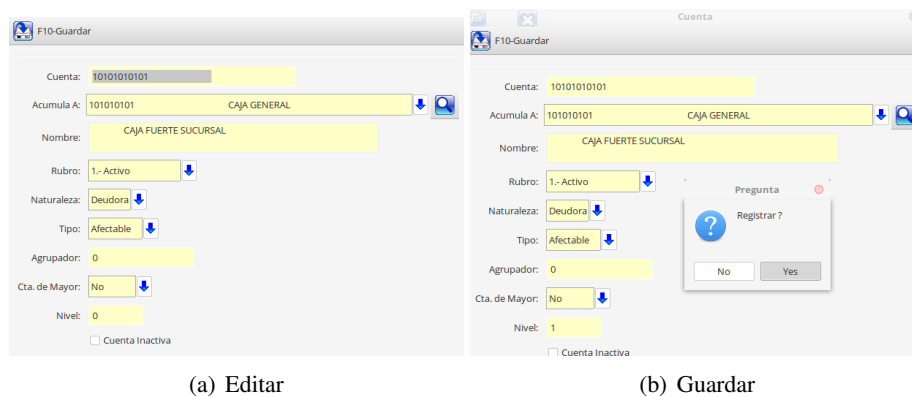 F10-Guardar
Cuenta: 10101010101
Acumula A: 101010101 CAJA GENERAL
Nombre: CAJA FUERTE SUCURSAL
Rubro: 1.- Activo
Naturaleza: Deudora
Tipo: Afectable
Agrupador: 0
Cta. de Mayor: No
Nivel: 0
Cuenta Inactiva
(a) Editar
Cuenta
F10-Guardar
Cuenta: 10101010101
Acumula A: 101010101 CAJA GENERAL
Nombre: CAJA FUERTE SUCURSAL
Rubro: 1.- Activo
Naturaleza: Deudora
Tipo: Afectable
Agrupador: 0
Cta. de Mayor: No
Nivel: 1
Cuenta Inactiva
Pregunta
Registrar ?
No Yes
(b) Guardar